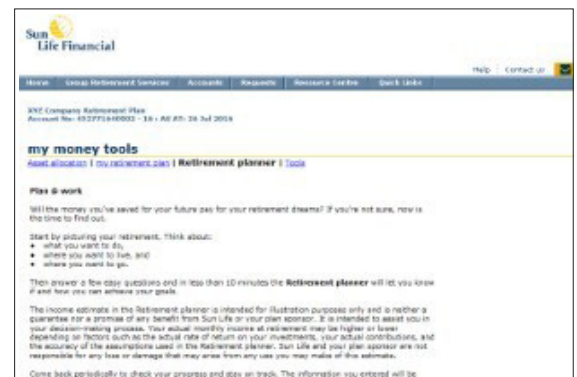 Sun
Life Financial
Help Contact us
Home Group Retirement Services Accounts Requests Resource Centre Quick Links
XYZ Company Retirement Plan
Account No: - 16 : As At: 26 Jul 2016
my money tools
Asset allocation | my retirement plan | Retirement planner | Tools
Plan @ work
Will the money you've saved for your future pay for your retirement dreams? If you're not sure, now is
the time to find out.
Start by picturing your retirement. Think about:
• what you want to do,
• where you want to live, and
• where you want to go.
Then answer a few easy questions and in less than 10 minutes the Retirement planner will let you know
if and how you can achieve your goals.
The income estimate in the Retirement planner is intended for illustration purposes only and is neither a
guarantee nor a promise of any benefit from Sun Life or your plan sponsor. It is intended to assist you in
your decision-making process. Your actual monthly income at retirement may be higher or lower
depending on factors such as the actual rate of return on your investments, your actual contributions, and
the accuracy of the assumptions used in the Retirement planner. Sun Life and your plan sponsor are not
responsible for any loss or damage that may arise from any use you may make of this estimate.
Come back periodically to check your progress and stay on track. The information you entered will be